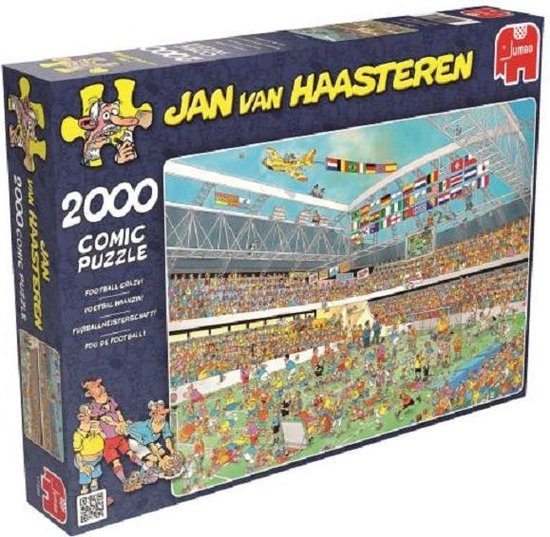 JAN VAN HAASTEREN
JUMBO
2000
COMIC
PUZZLE
FOOTBALL CRAZY!
VOETBAL WAANZIN!
FUßBALLMEISTERSCHAFT!
FOU DE FOOTBALL!
JAN
VAN HAASTEREN
2000 COMIC PUZZLE